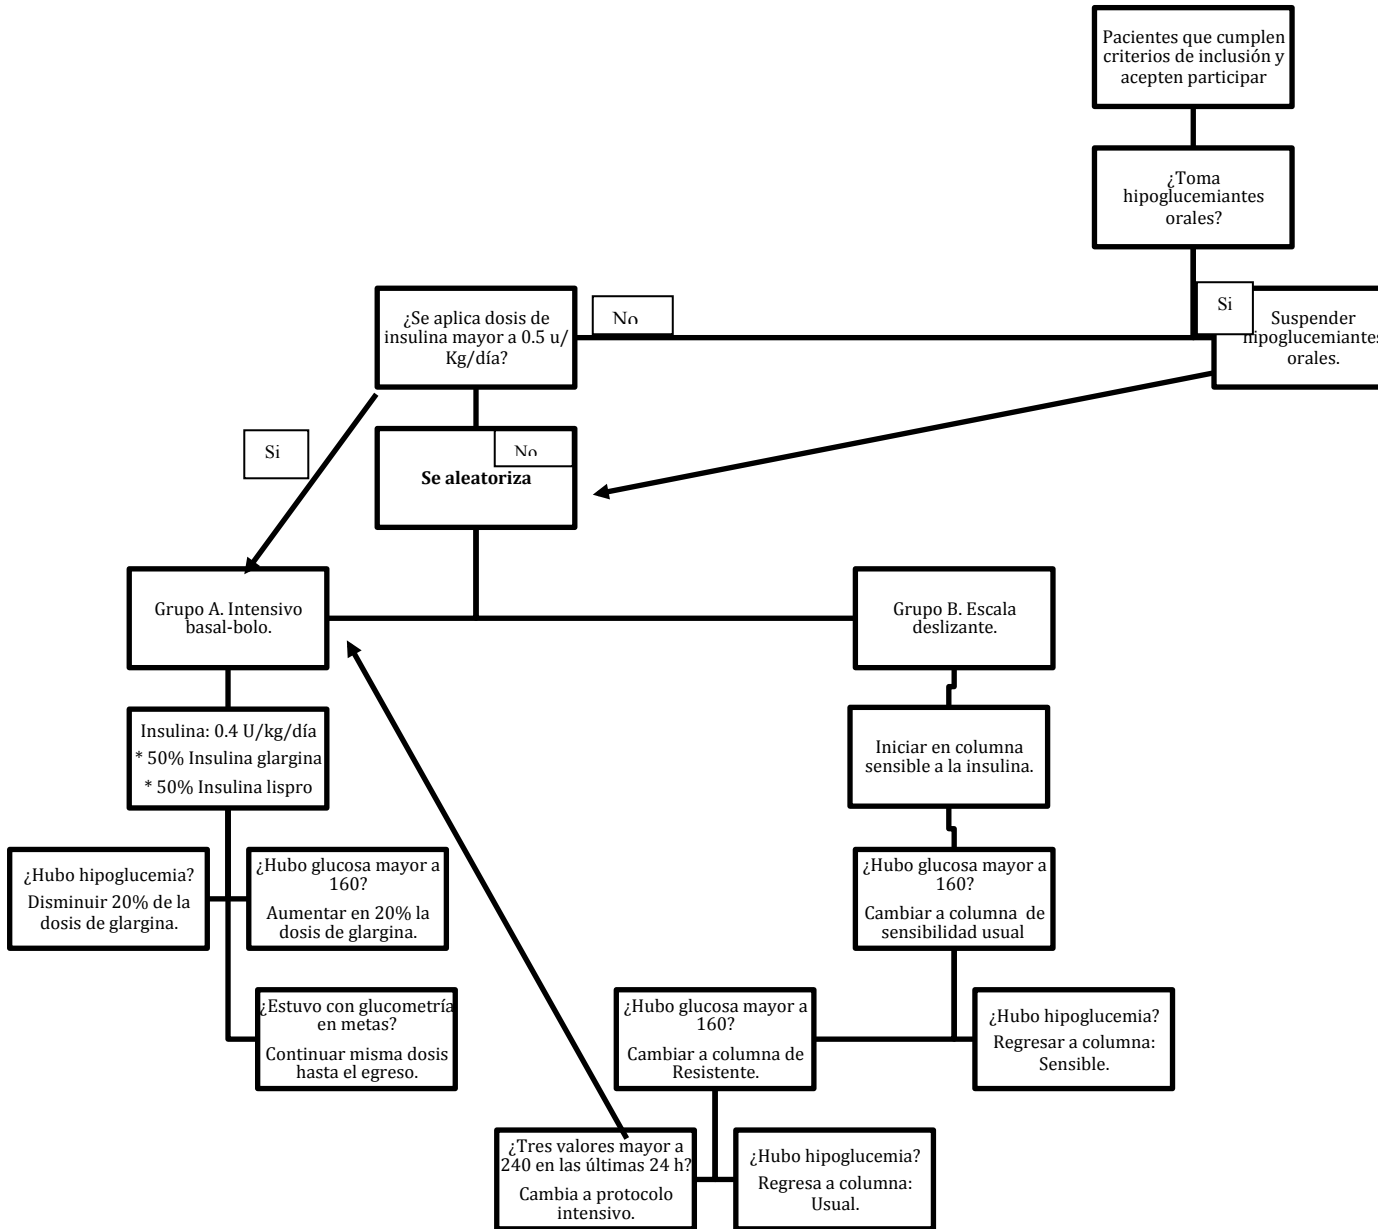 Pacientes que cumplen
criterios de inclusión y
acepten participar
¿Toma
hipoglucemiantes
orales?
Si
Suspender
hipoglucemiantes
orales.
No
¿Se aplica dosis de
insulina mayor a 0.5 u/
Kg/día?
Si
No
Se aleatoriza
Grupo A. Intensivo
basal-bolo.
Grupo B. Escala
deslizante.
Insulina: 0.4 U/kg/día
* 50% Insulina glargina
* 50% Insulina lispro
Iniciar en columna
sensible a la insulina.
¿Hubo hipoglucemia?
Disminuir 20% de la
dosis de glargina.
¿Hubo glucosa mayor a
160?
Aumentar en 20% la
dosis de glargina.
¿Hubo glucosa mayor a
160?
Cambiar a columna de
sensibilidad usual
¿Estuvo con glucometría
en metas?
Continuar misma dosis
hasta el egreso.
¿Hubo glucosa mayor a
160?
Cambiar a columna de
Resistente.
¿Hubo hipoglucemia?
Regresar a columna:
Sensible.
¿Tres valores mayor a
240 en las últimas 24 h?
Cambia a protocolo
intensivo.
¿Hubo hipoglucemia?
Regresa a columna:
Usual.